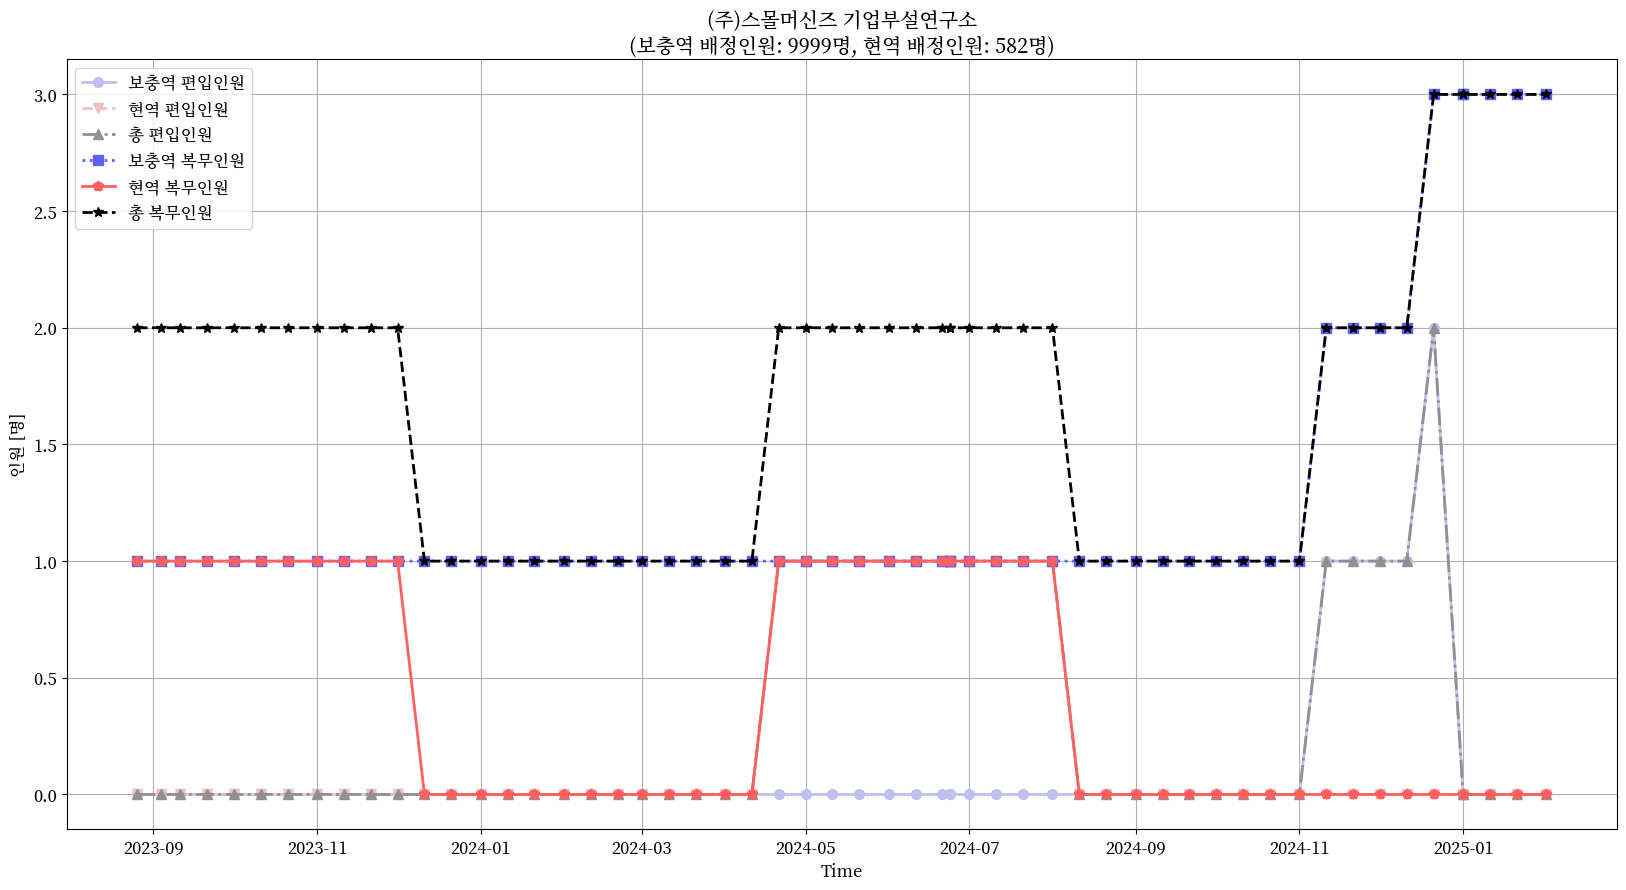 (주)스몰머신즈 기업부설연구소
(보충역 배정인원: 9999명, 현역 배정인원: 582명)
보충역 편입인원
현역 편입인원
총 편입인원
보충역 복무인원
현역 복무인원
총 복무인원
3.0
2.5
2.0
1.5
1.0
0.5
0.0
인원 [명]
2023-09 2023-11 2024-01 2024-03 2024-05 2024-07 2024-09 2024-11 2025-01
Time